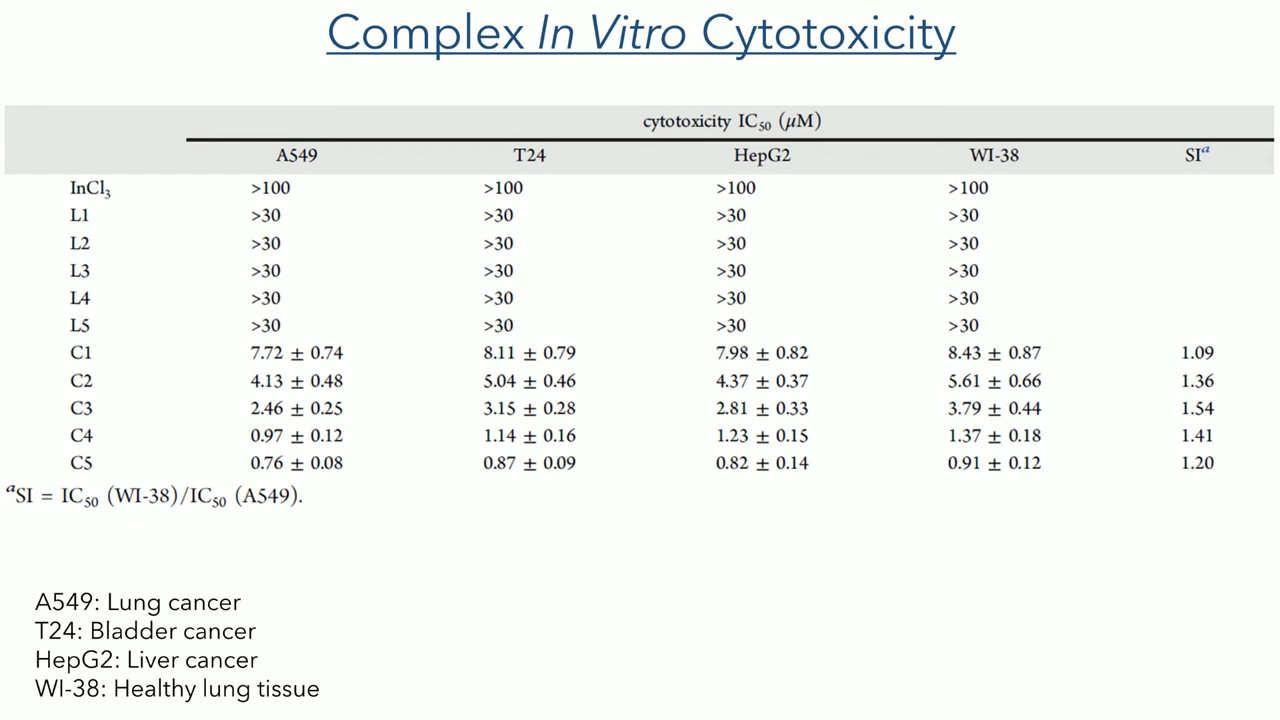 Complex In Vitro Cytotoxicity
cytotoxicity IC50 (μM)
A549 T24 HepG2 WI-38 SIa
InCl3 >100 >100 >100 >100
L1 >30 >30 >30 >30
L2 >30 >30 >30 >30
L3 >30 >30 >30 >30
L4 >30 >30 >30 >30
L5 >30 >30 >30 >30
C1 7.72 ± 0.74 8.11 ± 0.79 7.98 ± 0.82 8.43 ± 0.87 1.09
C2 4.13 ± 0.48 5.04 ± 0.46 4.37 ± 0.37 5.61 ± 0.66 1.36
C3 2.46 ± 0.25 3.15 ± 0.28 2.81 ± 0.33 3.79 ± 0.44 1.54
C4 0.97 ± 0.12 1.14 ± 0.16 1.23 ± 0.15 1.37 ± 0.18 1.41
C5 0.76 ± 0.08 0.87 ± 0.09 0.82 ± 0.14 0.91 ± 0.12 1.20
aSI = IC50 (WI-38)/IC50 (A549).
A549: Lung cancer
T24: Bladder cancer
HepG2: Liver cancer
WI-38: Healthy lung tissue